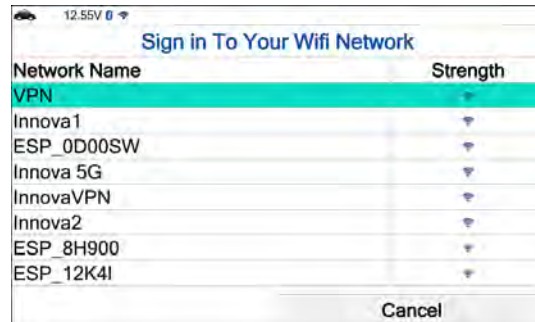 12.55V
Sign in To Your Wifi Network
Network Name Strength
VPN
Innova1
ESP_0D00SW
Innova 5G
InnovaVPN
Innova2
ESP_8H900
ESP_12K4I
Cancel